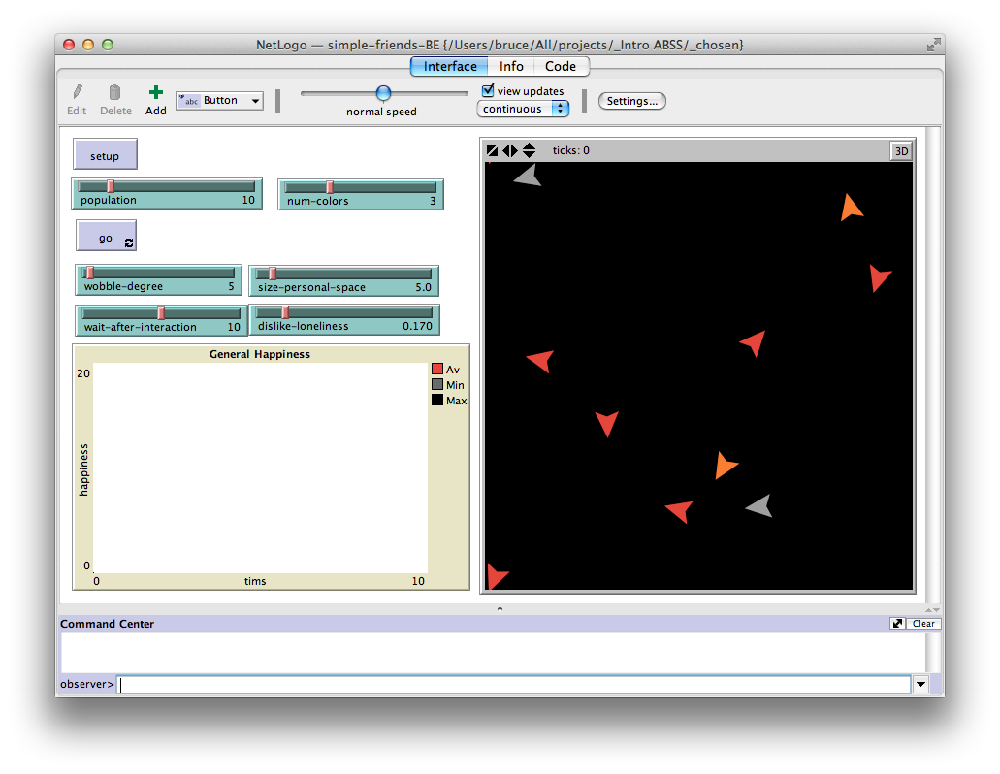 NetLogo — simple-friends-BE {/Users/bruce/All/projects/_Intro ABSS/_chosen}
Interface Info Code
Edit Delete Add abc Button normal speed view updates continuous Settings...
setup
population 10 num-colors 3
go
wobble-degree 5 size-personal-space 5.0
wait-after-interaction 10 dislike-loneliness 0.170
General Happiness
20
happiness
0
0 tims 10
Av
Min
Max
ticks: 0 3D
Command Center Clear
observer>